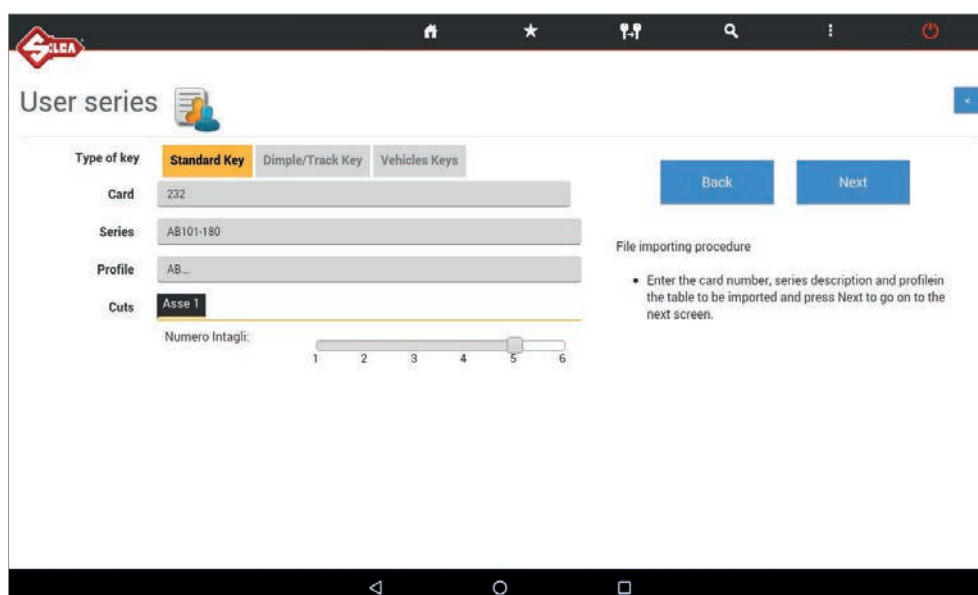 SILCA
User series
<
Type of key
Standard Key
Dimple/Track Key
Vehicles Keys
Card
232
Series
AB101-180
Profile
AB...
Cuts
Asse 1
Numero Intagli:
1 2 3 4 5 6
Back
Next
File importing procedure
• Enter the card number, series description and profilein
the table to be imported and press Next to go on to the
next screen.